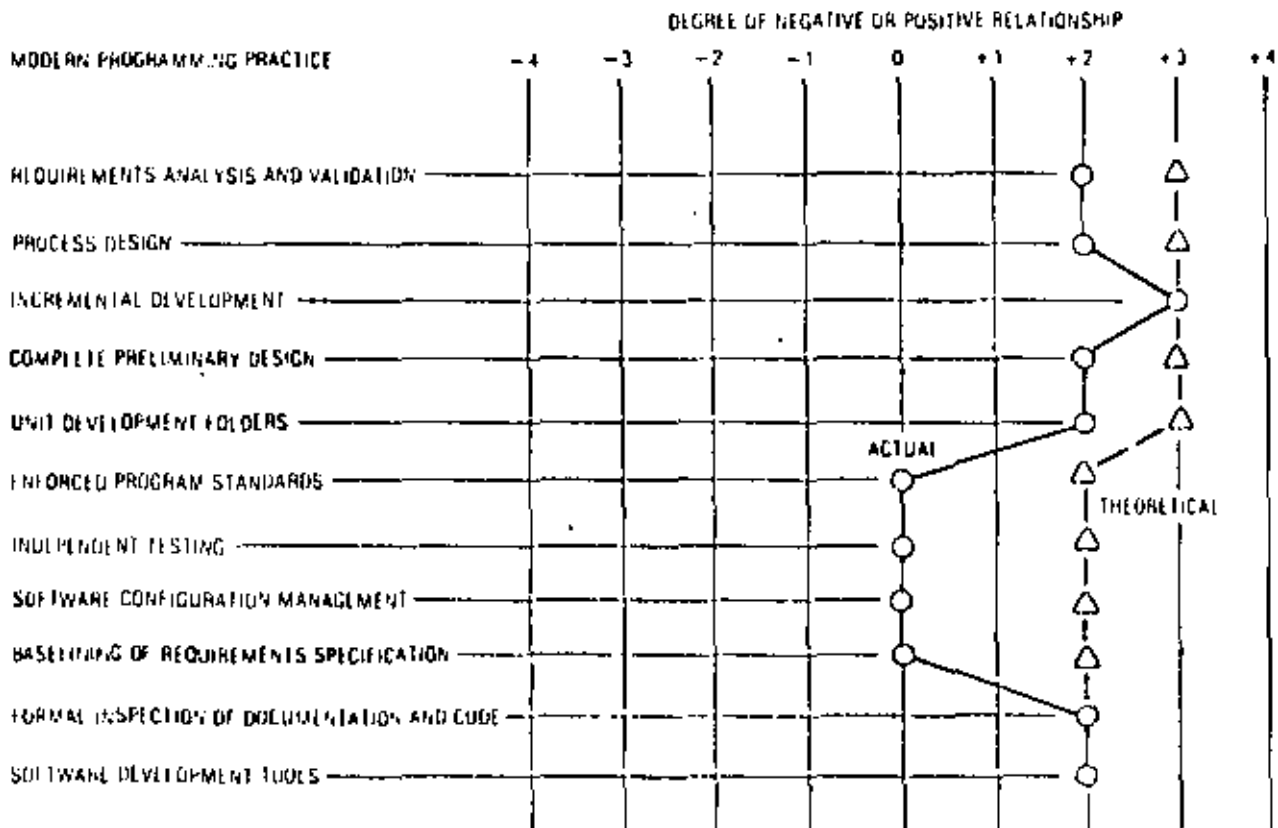 DEGREE OF NEGATIVE OR POSITIVE RELATIONSHIP
MODERN PROGRAMMING PRACTICE -4 -3 -2 -1 0 +1 +2 +3 +4
REQUIREMENTS ANALYSIS AND VALIDATION
PROCESS DESIGN
INCREMENTAL DEVELOPMENT
COMPLETE PRELIMINARY DESIGN
UNIT DEVELOPMENT FOLDERS
ACTUAL
ENFORCED PROGRAM STANDARDS
THEORETICAL
INDEPENDENT TESTING
SOFTWARE CONFIGURATION MANAGEMENT
BASELINING OF REQUIREMENTS SPECIFICATION
FORMAL INSPECTION OF DOCUMENTATION AND CODE
SOFTWARE DEVELOPMENT TOOLS